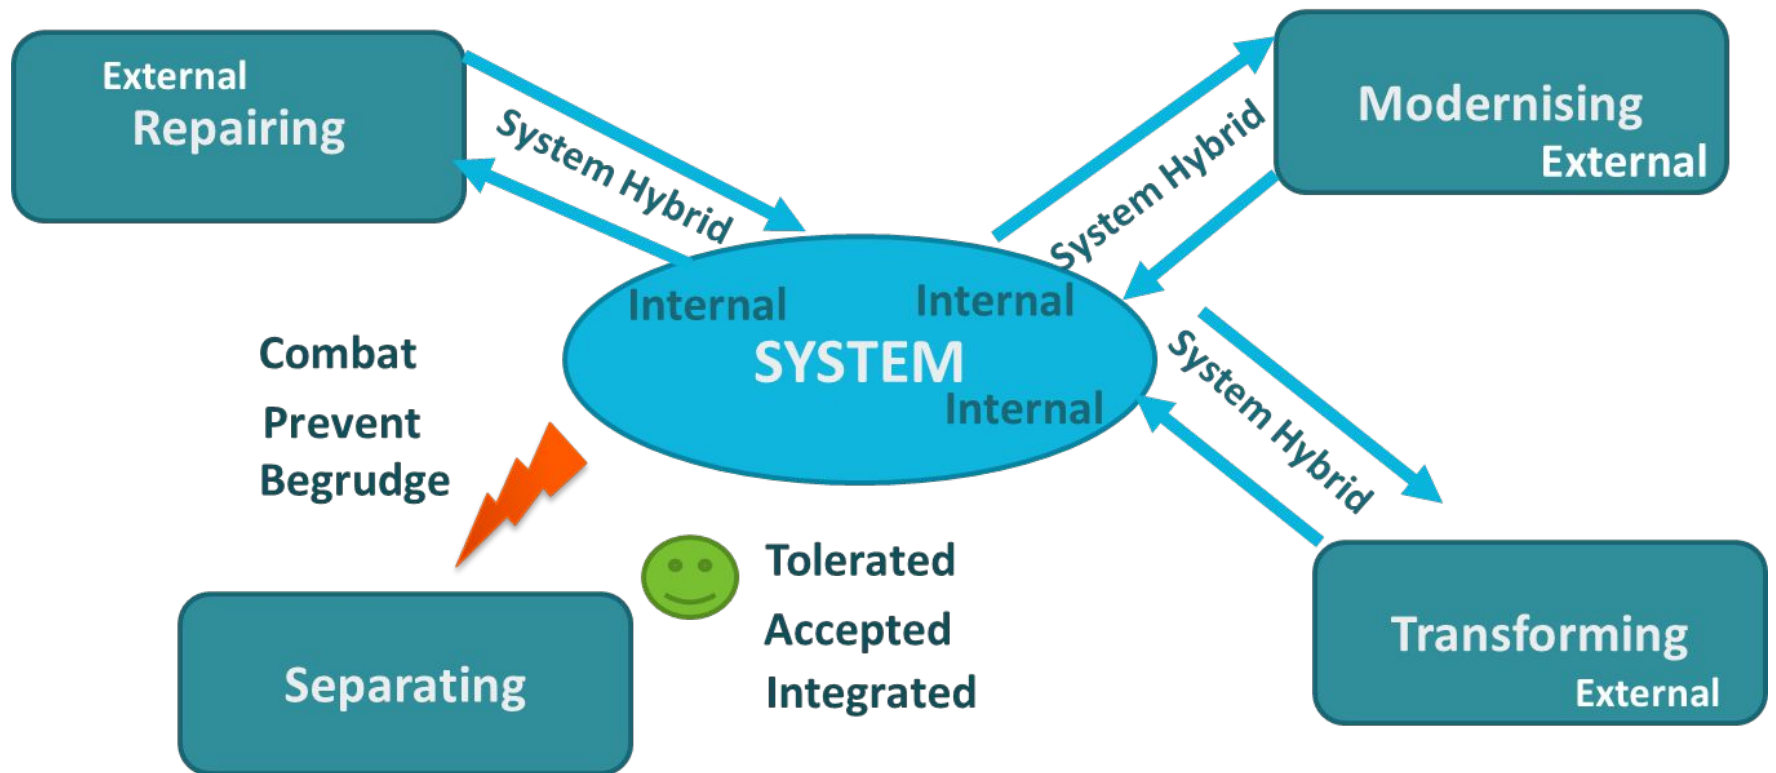 External
Repairing
System Hybrid
System Hybrid
Modernising
External
Internal
Internal
SYSTEM
Internal
System Hybrid
Combat
Prevent
Begrudge
Tolerated
Accepted
Integrated
Separating
Transforming
External